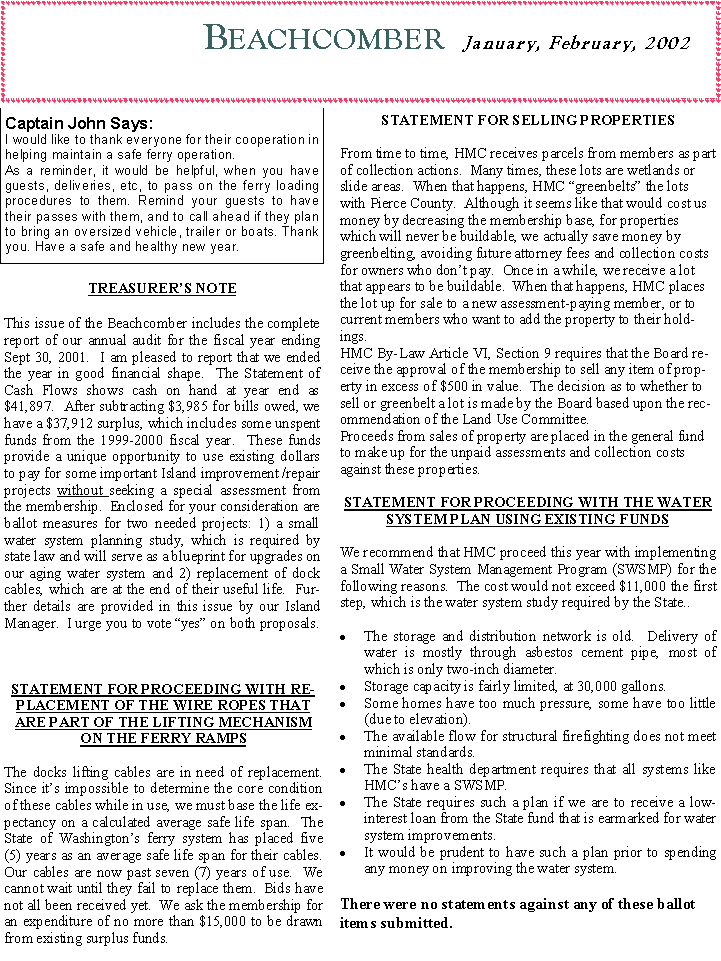 BEACHCOMBER January, February, 2002
Captain John Says:
I would like to thank everyone for their cooperation in
helping maintain a safe ferry operation.
As a reminder, it would be helpful, when you have
guests, deliveries, etc, to pass on the ferry loading
procedures to them. Remind your guests to have
their passes with them, and to call ahead if they plan
to bring an oversized vehicle, trailer or boats. Thank
you. Have a safe and healthy new year.
TREASURER'S NOTE
This issue of the Beachcomber includes the complete
report of our annual audit for the fiscal year ending
Sept 30, 2001. I am pleased to report that we ended
the year in good financial shape. The Statement of
Cash Flows shows cash on hand at year end as
$41,897. After subtracting $3,985 for bills owed, we
have a $37,912 surplus, which includes some unspent
funds from the 1999-2000 fiscal year. These funds
provide a unique opportunity to use existing dollars
to pay for some important Island improvement/repair
projects without seeking a special assessment from
the membership. Enclosed for your consideration are
ballot measures for two needed projects: 1) a small
water system planning study, which is required by
state law and will serve as a blueprint for upgrades on
our aging water system and 2) replacement of dock
cables, which are at the end of their useful life. Fur-
ther details are provided in this issue by our Island
Manager. I urge you to vote “yes” on both proposals.
STATEMENT FOR PROCEEDING WITH RE-
PLACEMENT OF THE WIRE ROPES THAT
ARE PART OF THE LIFTING MECHANISM
ON THE FERRY RAMPS
The docks lifting cables are in need of replacement.
Since it's impossible to determine the core condition
of these cables while in use, we must base the life ex-
pectancy on a calculated average safe life span. The
State of Washington's ferry system has placed five
(5) years as an average safe life span for their cables.
Our cables are now past seven (7) years of use. We
cannot wait until they fail to replace them. Bids have
not all been received yet. We ask the membership for
an expenditure of no more than $15,000 to be drawn
from existing surplus funds.
STATEMENT FOR SELLING PROPERTIES
From time to time, HMC receives parcels from members as part
of collection actions. Many times, these lots are wetlands or
slide areas. When that happens, HMC “greenbelts” the lots
with Pierce County. Although it seems like that would cost us
money by decreasing the membership base, for properties
which will never be buildable, we actually save money by
greenbelting, avoiding future attorney fees and collection costs
for owners who don't pay. Once in a while, we receive a lot
that appears to be buildable. When that happens, HMC places
the lot up for sale to a new assessment-paying member, or to
current members who want to add the property to their hold-
ings.
HMC By-Law Article VI, Section 9 requires that the Board re-
ceive the approval of the membership to sell any item of prop-
erty in excess of $500 in value. The decision as to whether to
sell or greenbelt a lot is made by the Board based upon the rec-
ommendation of the Land Use Committee.
Proceeds from sales of property are placed in the general fund
to make up for the unpaid assessments and collection costs
against these properties.
STATEMENT FOR PROCEEDING WITH THE WATER
SYSTEM PLAN USING EXISTING FUNDS
We recommend that HMC proceed this year with implementing
a Small Water System Management Program (SWSMP) for the
following reasons. The cost would not exceed $11,000 the first
step, which is the water system study required by the State..
• The storage and distribution network is old. Delivery of
water is mostly through asbestos cement pipe, most of
which is only two-inch diameter.
• Storage capacity is fairly limited, at 30,000 gallons.
• Some homes have too much pressure, some have too little
(due to elevation).
• The available flow for structural firefighting does not meet
minimal standards.
• The State health department requires that all systems like
HMC's have a SWSMP.
• The State requires such a plan if we are to receive a low-
interest loan from the State fund that is earmarked for water
system improvements.
• It would be prudent to have such a plan prior to spending
any money on improving the water system.
There were no statements against any of these ballot
items submitted.